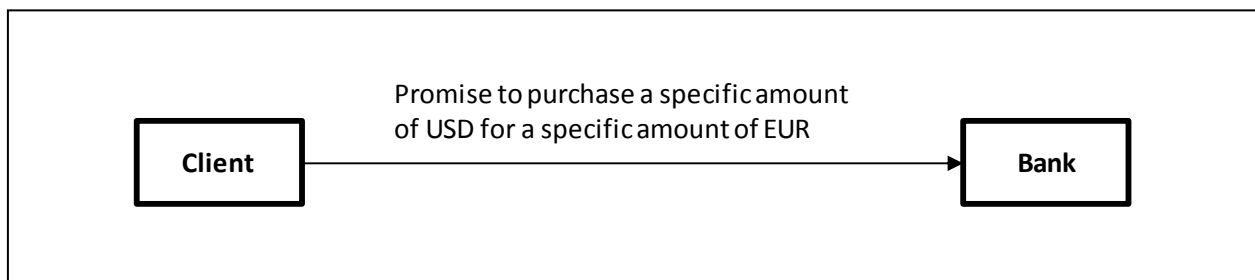 Promise to purchase a specific amount
of USD for a specific amount of EUR
Client
Bank